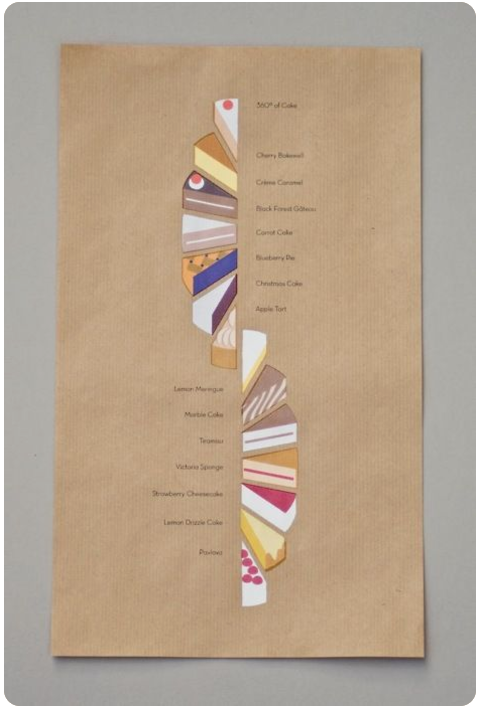 360° of Cake
Cherry Bakewell
Crème Caramel
Black Forest Gâteau
Carrot Cake
Blueberry Pie
Christmas Cake
Apple Tart
Lemon Meringue
Marble Cake
Tiramisu
Victoria Sponge
Strawberry Cheesecake
Lemon Drizzle Cake
Pavlova